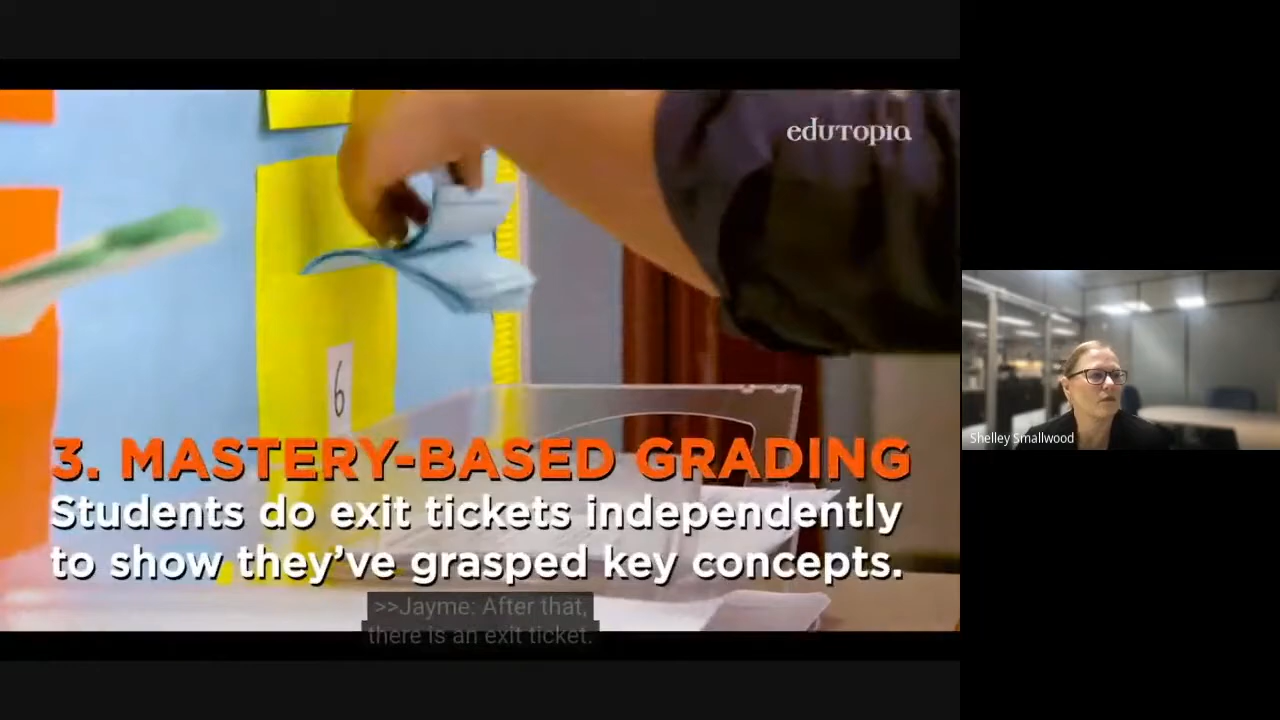 edutopia
6
3. MASTERY-BASED GRADING
Students do exit tickets independently
to show they've grasped key concepts.
>>Jayme: After that,
there is an exit ticket.
Shelley Smallwood